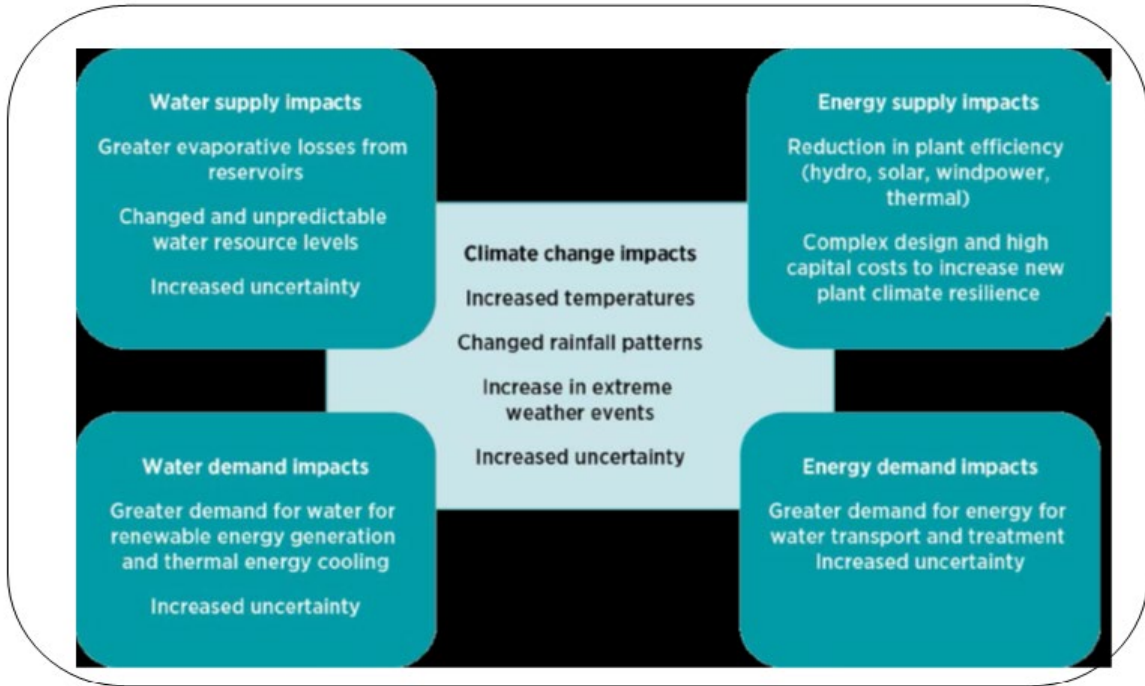 Water supply impacts
Greater evaporative losses from
reservoirs
Changed and unpredictable
water resource levels
Increased uncertainty
Energy supply impacts
Reduction in plant efficiency
(hydro, solar, windpower,
thermal)
Complex design and high
capital costs to increase new
plant climate resilience
Climate change impacts
Increased temperatures
Changed rainfall patterns
Increase in extreme
weather events
Increased uncertainty
Water demand impacts
Greater demand for water for
renewable energy generation
and thermal energy cooling
Increased uncertainty
Energy demand impacts
Greater demand for energy for
water transport and treatment
Increased uncertainty